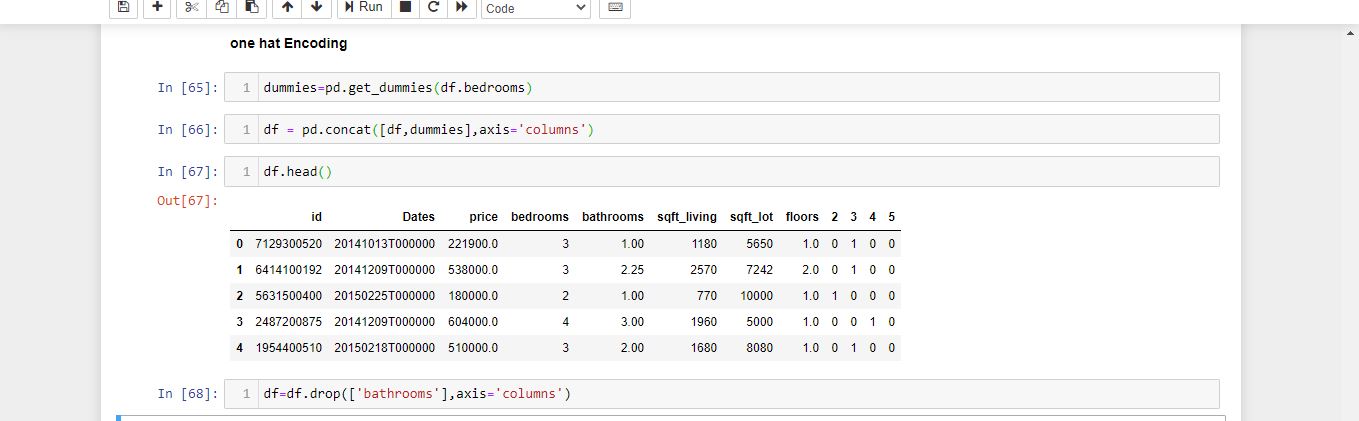 Run
Code
one hat Encoding
In [65]: 1 dummies=pd.get_dummies(df.bedrooms)
In [66]: 1 df = pd.concat([df,dummies],axis='columns')
In [67]: 1 df.head()
Out[67]:
id Dates price bedrooms bathrooms sqft_living sqft_lot floors 2 3 4 5
0 7129300520 20141013T000000 221900.0 3 1.00 1180 5650 1.0 0 1 0 0
1 6414100192 20141209T000000 538000.0 3 2.25 2570 7242 2.0 0 1 0 0
2 5631500400 20150225T000000 180000.0 2 1.00 770 10000 1.0 1 0 0 0
3 2487200875 20141209T000000 604000.0 4 3.00 1960 5000 1.0 0 0 1 0
4 1954400510 20150218T000000 510000.0 3 2.00 1680 8080 1.0 0 1 0 0
In [68]: 1 df=df.drop(['bathrooms'],axis='columns')